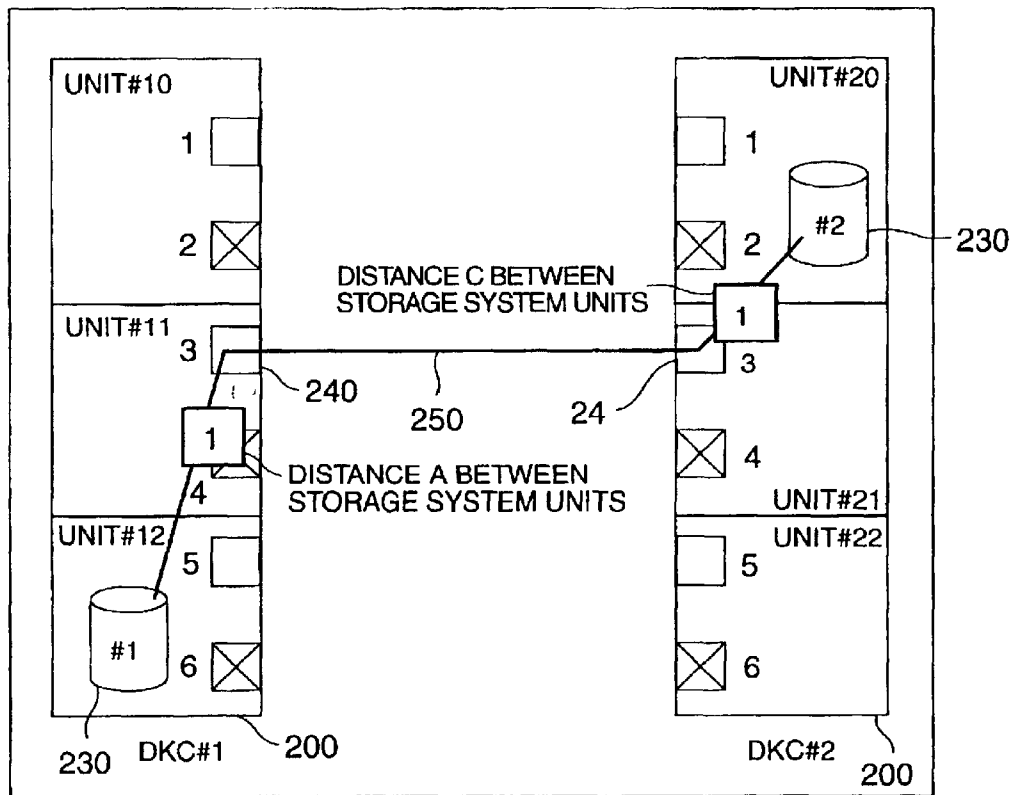 UNIT#10
UNIT#20
1
1
2
#2
2
230
DISTANCE C BETWEEN
STORAGE SYSTEM UNITS
1
UNIT#11
3
3
240
24
250
1
4
DISTANCE A BETWEEN
STORAGE SYSTEM UNITS
4
UNIT#21
UNIT#12
UNIT#22
5
5
#1
6
6
230
DKC#1
200
DKC#2
200